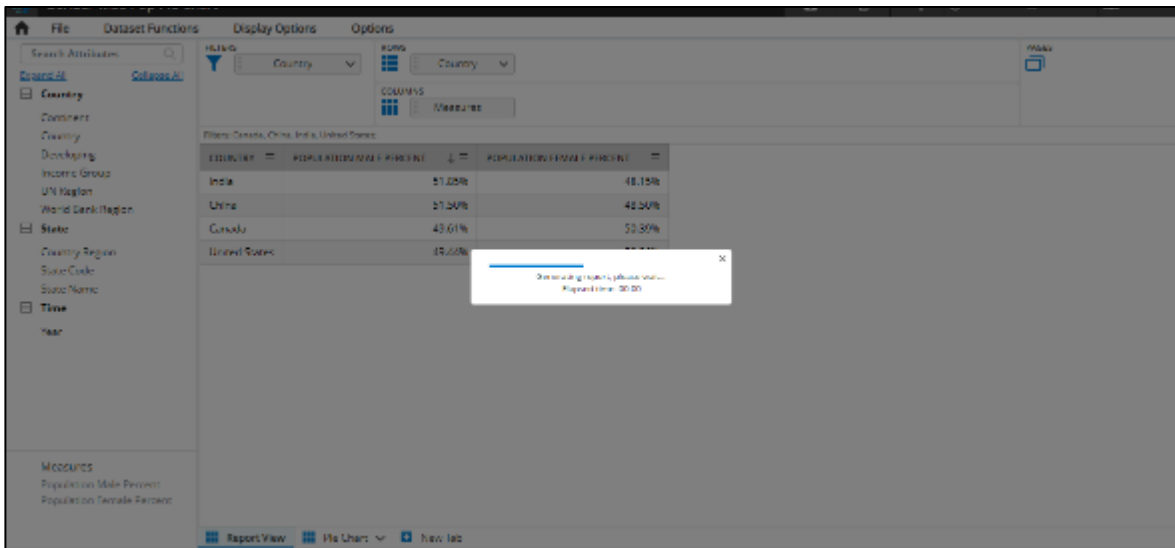 File Dataset Functions Display Options Options
Search Attributes
Expand All Collapse All
Country
Continent
Country
Developing
Income Group
UN Region
World Bank Region
State
Country Region
State Code
State Name
Time
Year
Measures
Population Male Percent
Population Female Percent
FILTERS
Country
ROWS
Country
COLUMNS
Measures
PAGES
Filters: Canada, China, India, United States
COUNTRY POPULATION MALE PERCENT POPULATION FEMALE PERCENT
India 48.15%
China 51.50% 48.50%
Canada 49.61% 50.39%
United States
Generating report, please wait...
Elapsed time: 00:00
Report View Pie Chart New Tab